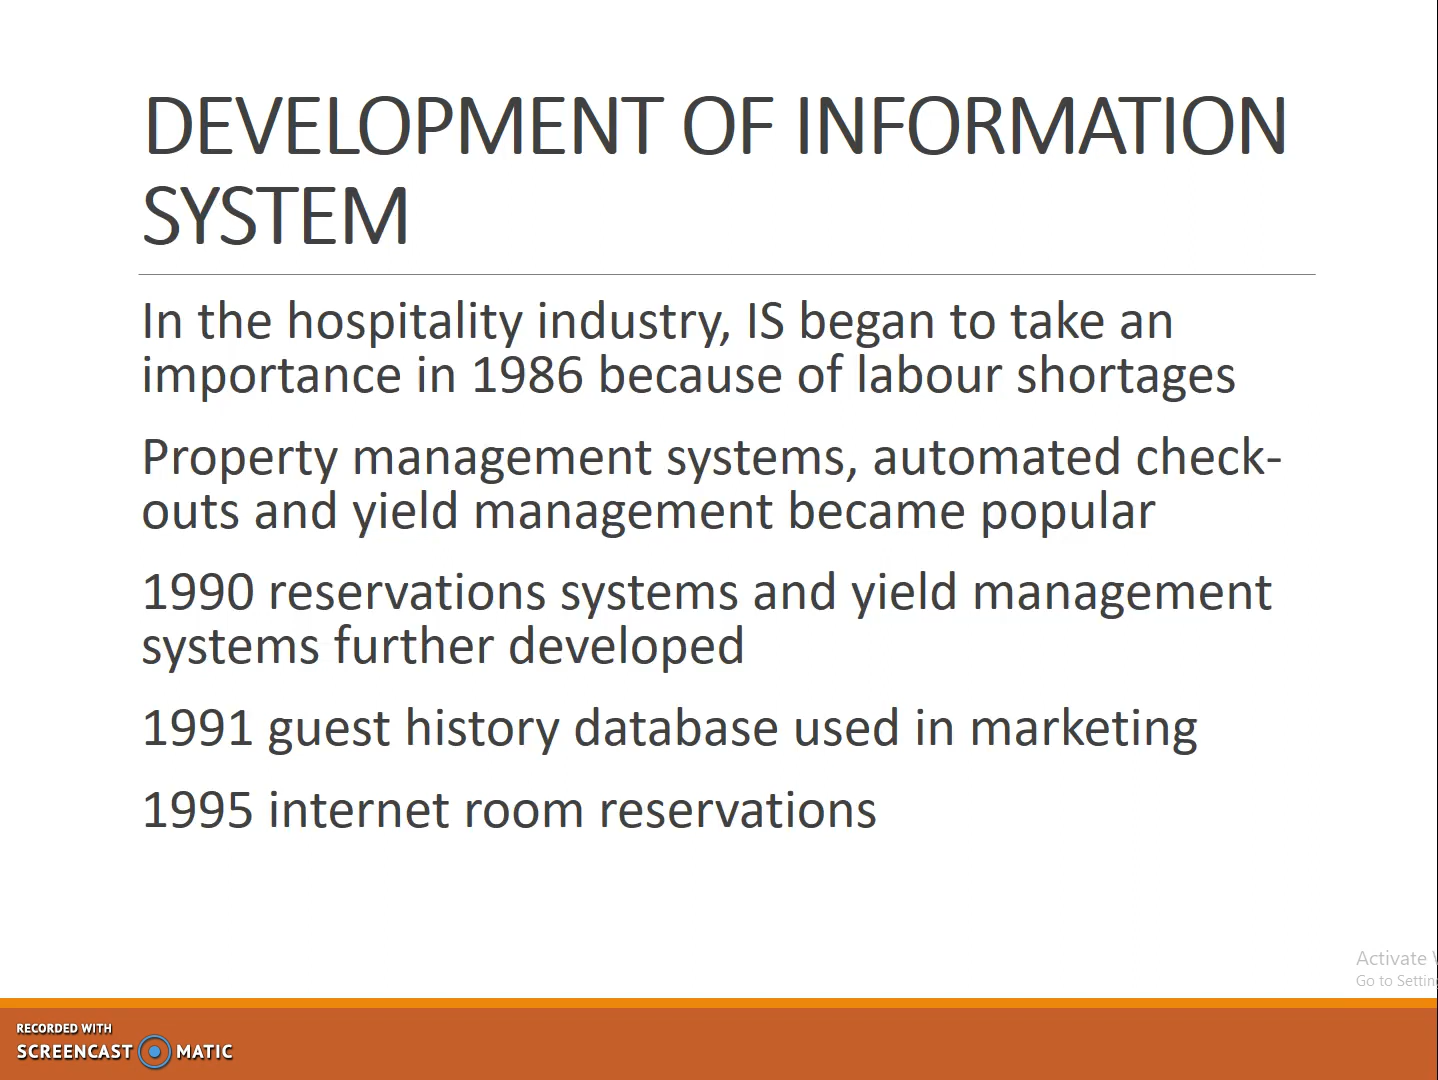 DEVELOPMENT OF INFORMATION
SYSTEM
In the hospitality industry, IS began to take an
importance in 1986 because of labour shortages
Property management systems, automated check-
outs and yield management became popular
1990 reservations systems and yield management
systems further developed
1991 guest history database used in marketing
1995 internet room reservations
Activate
Go to
RECORDED WITH
SCREENCAST MATIC